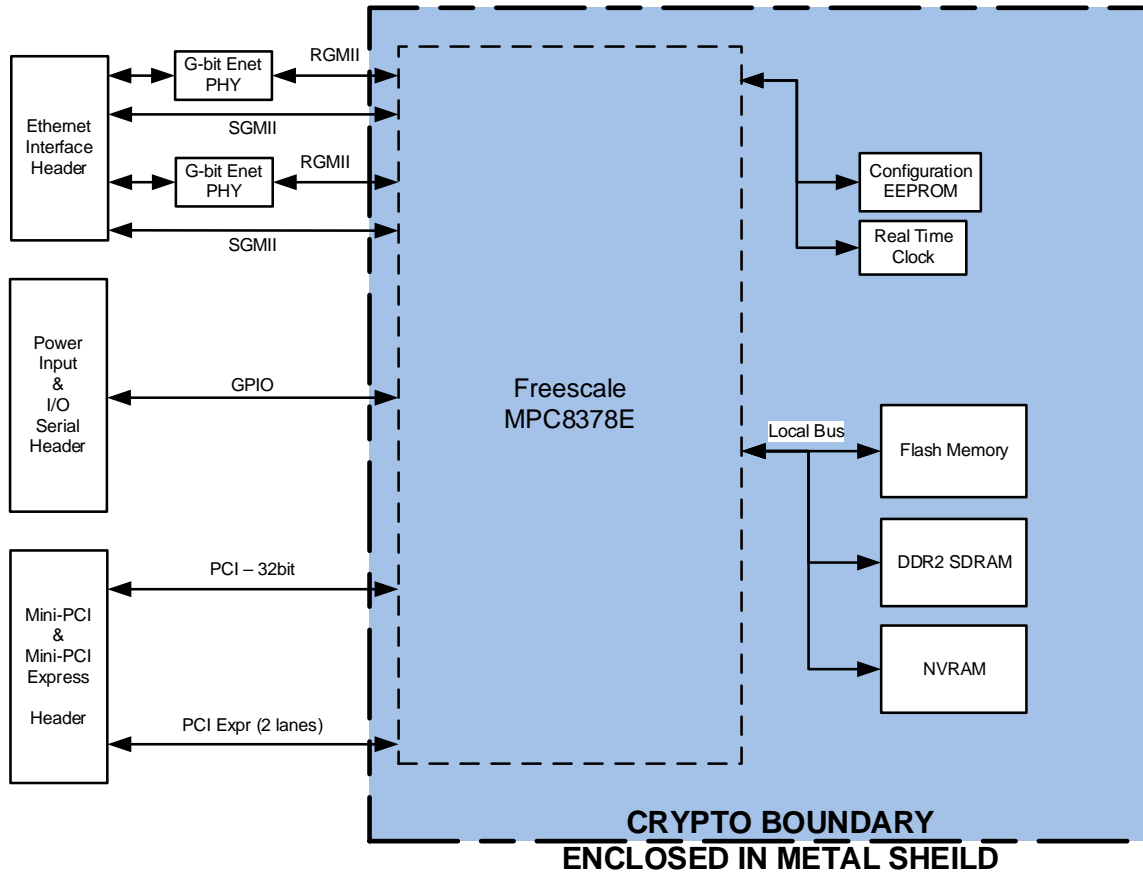 G-bit Enet
PHY
RGMII
SGMII
Ethernet
Interface
Header
G-bit Enet
PHY
RGMII
SGMII
Power
Input
&
I/O
Serial
Header
GPIO
Mini-PCI
&
Mini-PCI
Express
Header
PCI – 32bit
PCI Expr (2 lanes)
Freescale
MPC8378E
Configuration
EEPROM
Real Time
Clock
Local Bus
Flash Memory
DDR2 SDRAM
NVRAM
CRYPTO BOUNDARY
ENCLOSED IN METAL SHEILD